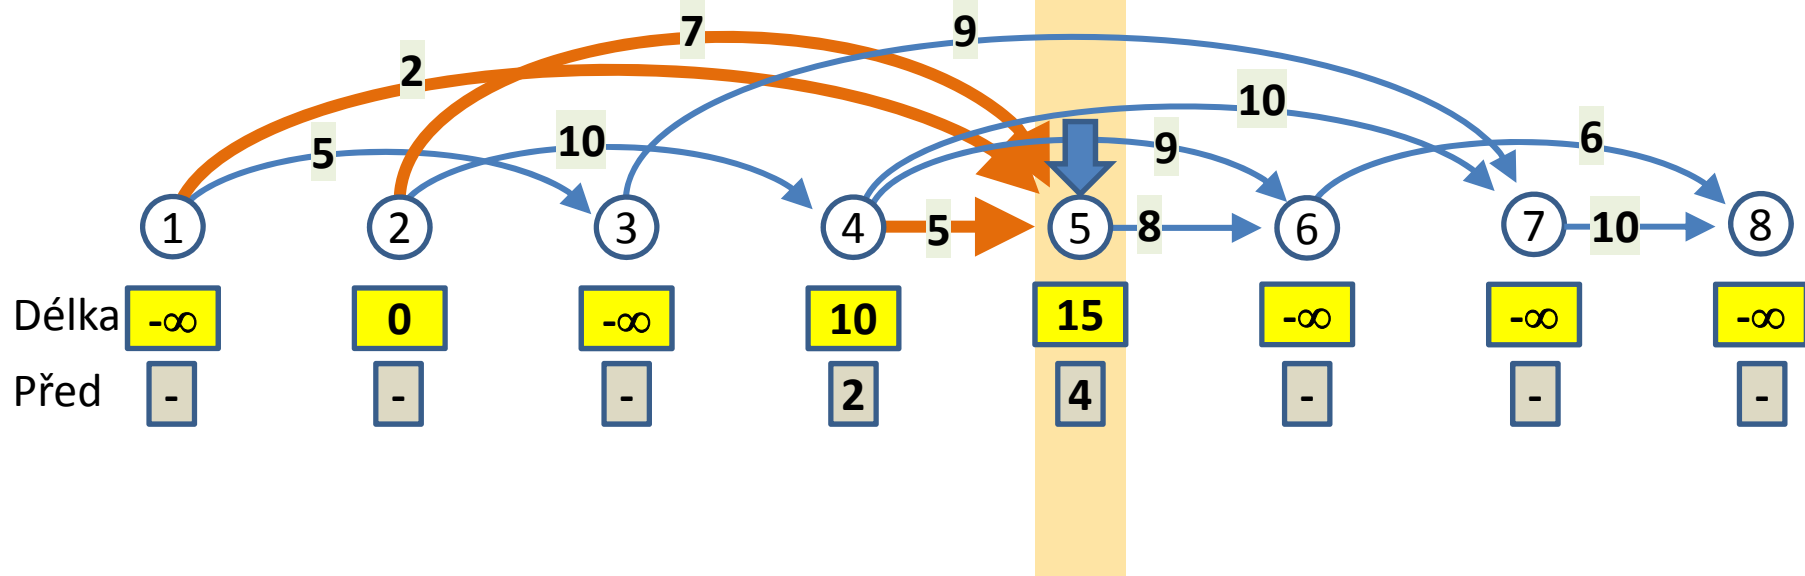 7 9
2
10
5 10 9 6
1 2 3 4 5 5 8 6 7 10 8
Délka -∞ 0 -∞ 10 15 -∞ -∞ -∞
Před - - - 2 4 - - -